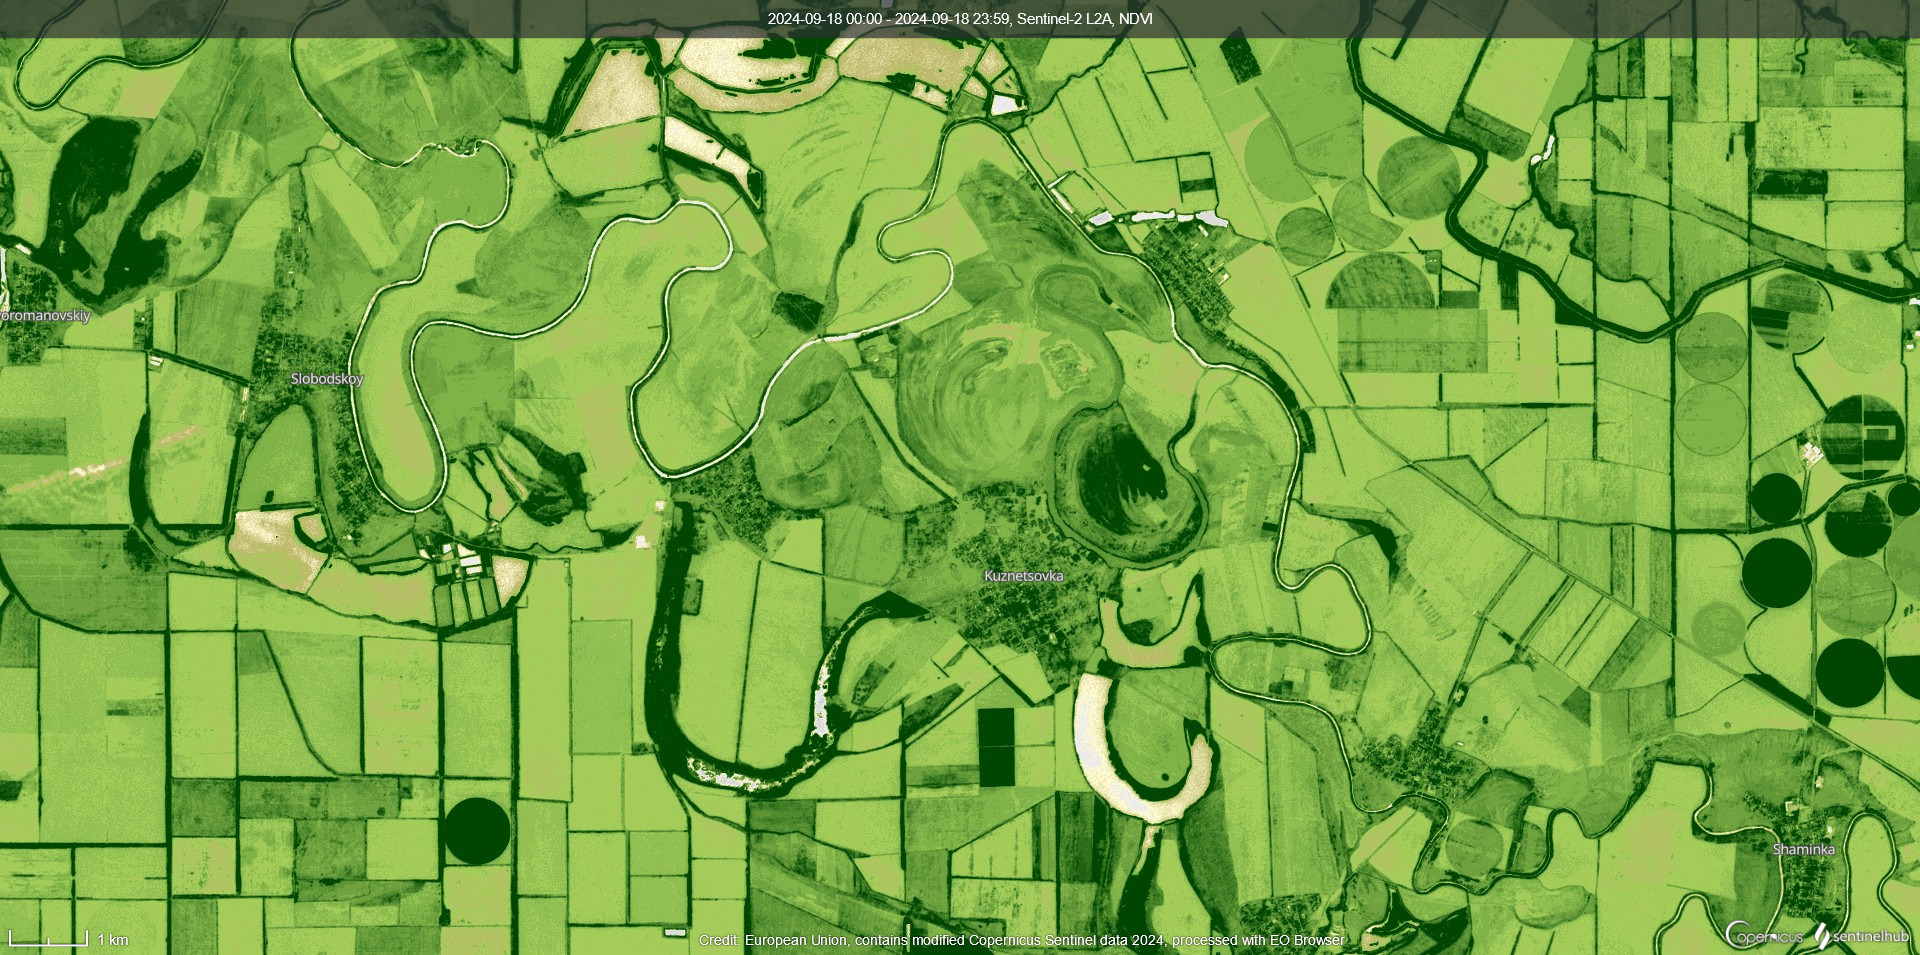 2024-09-18 00:00 - 2024-09-18 23:59, Sentinel-2 L2A, NDVI
oromanovskiy
Slobodskoy
Kuznetsovka
Shaminka
1 km
Credit: European Union, contains modified Copernicus Sentinel data 2024, processed with EO Browser
Copernicus
sentinelhub